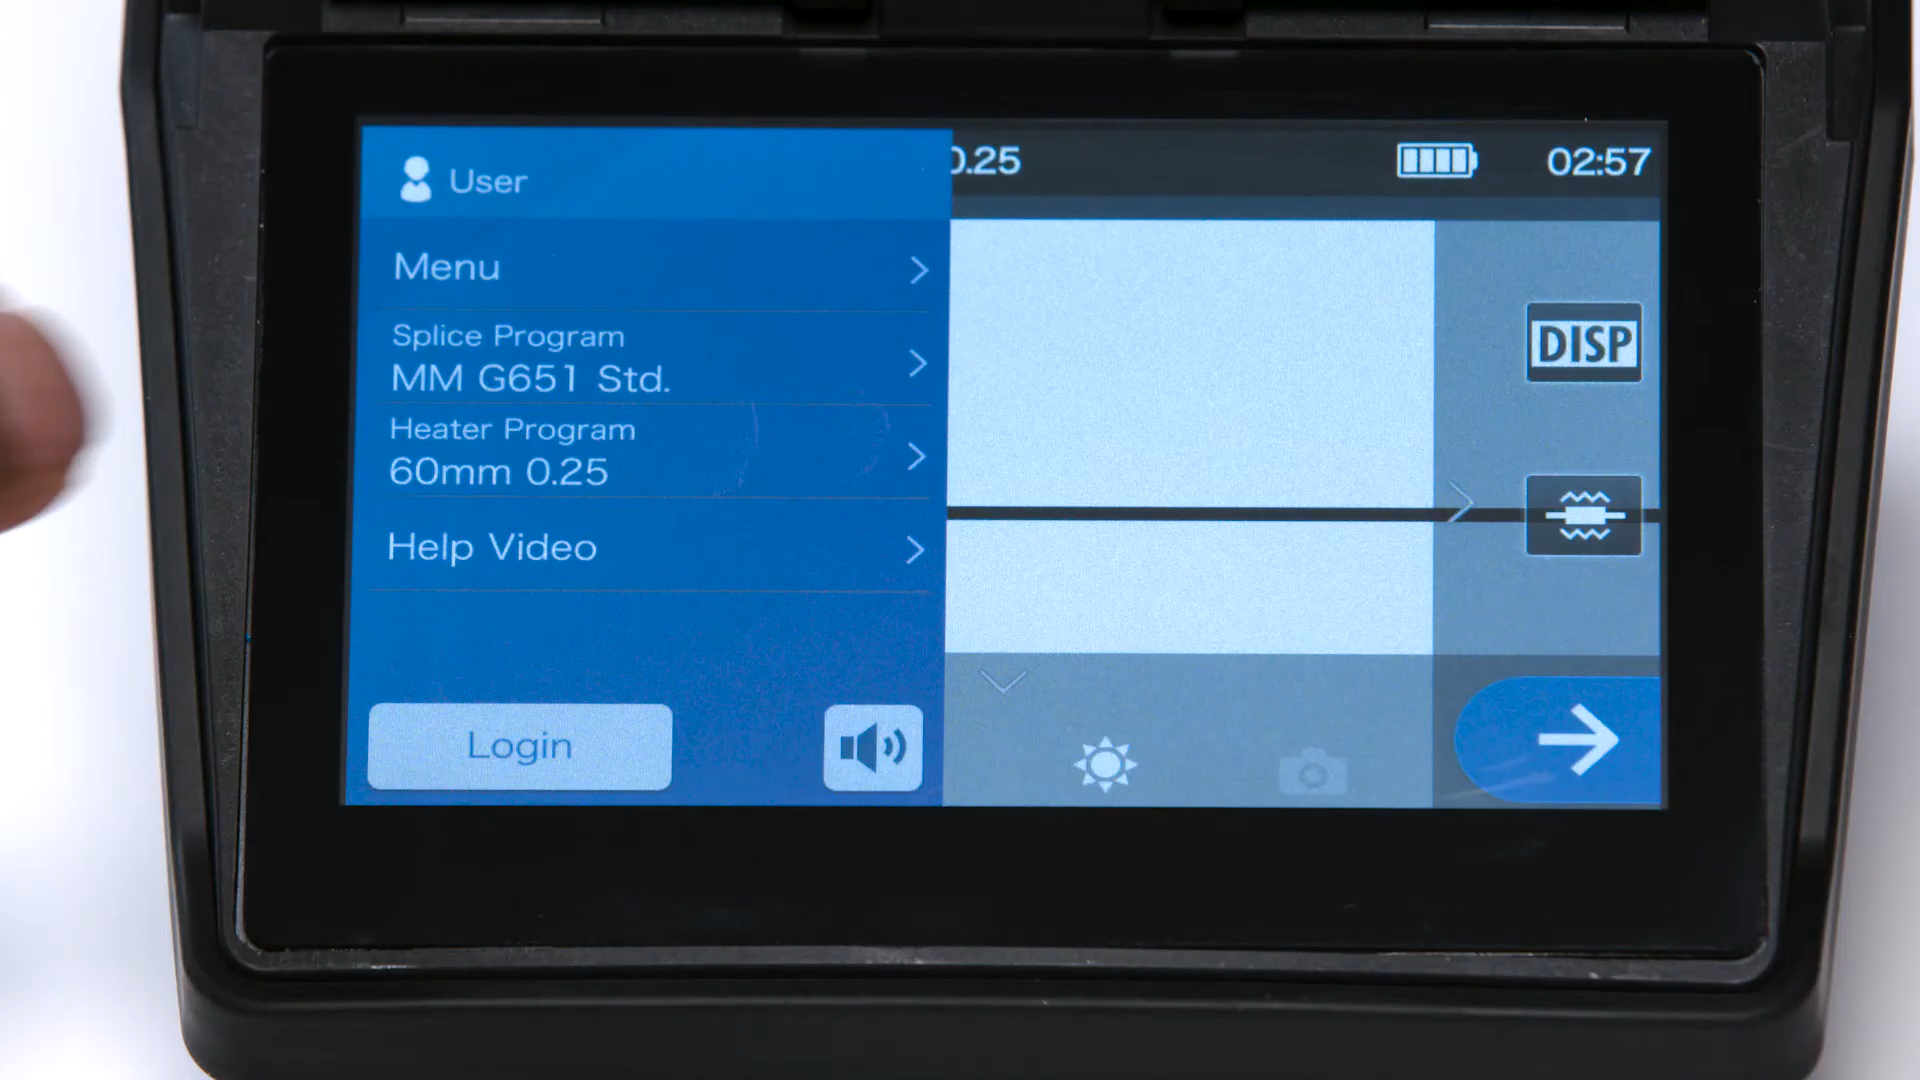 User
0.25
02:57
Menu
Splice Program
MM G651 Std.
Heater Program
60mm 0.25
Help Video
DISP
Login